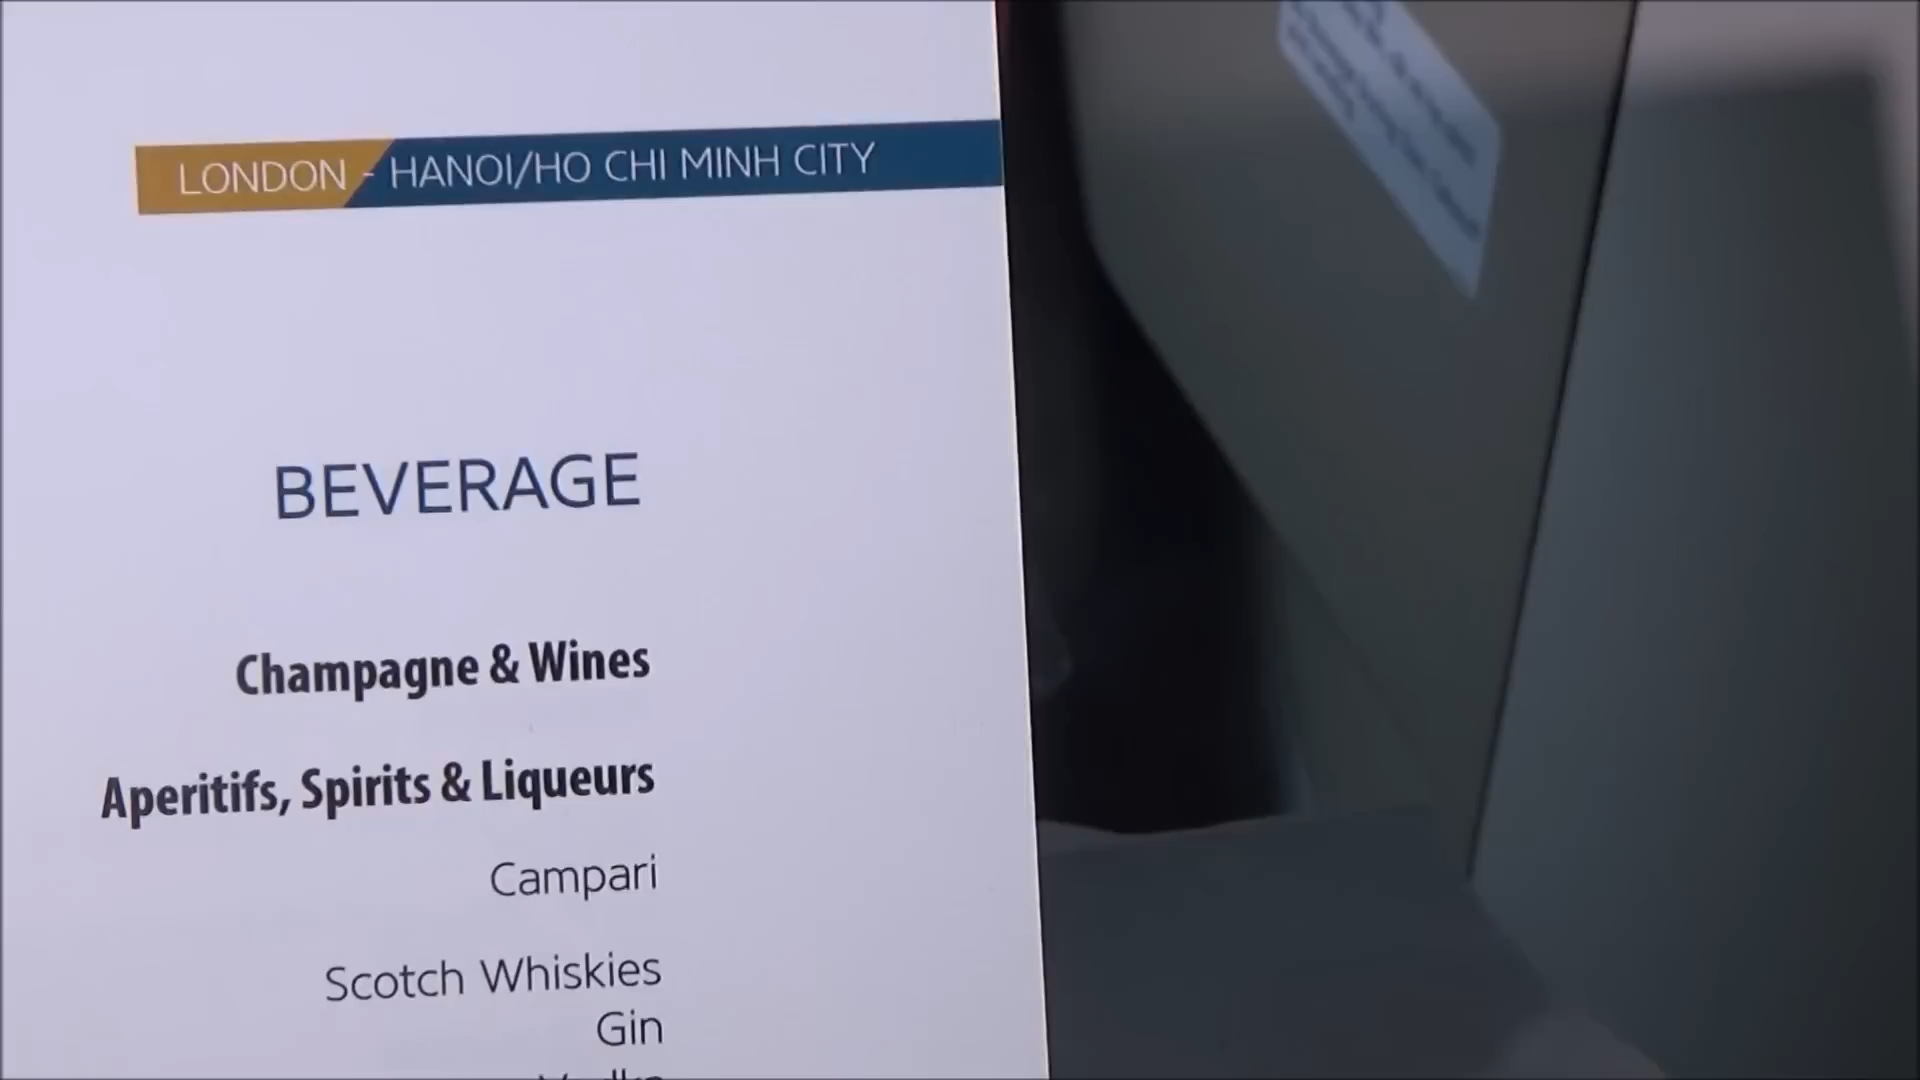 LONDON - HANOI/HO CHI MINH CITY
BEVERAGE
Champagne & Wines
Aperitifs, Spirits & Liqueurs
Campari
Scotch Whiskies
Gin